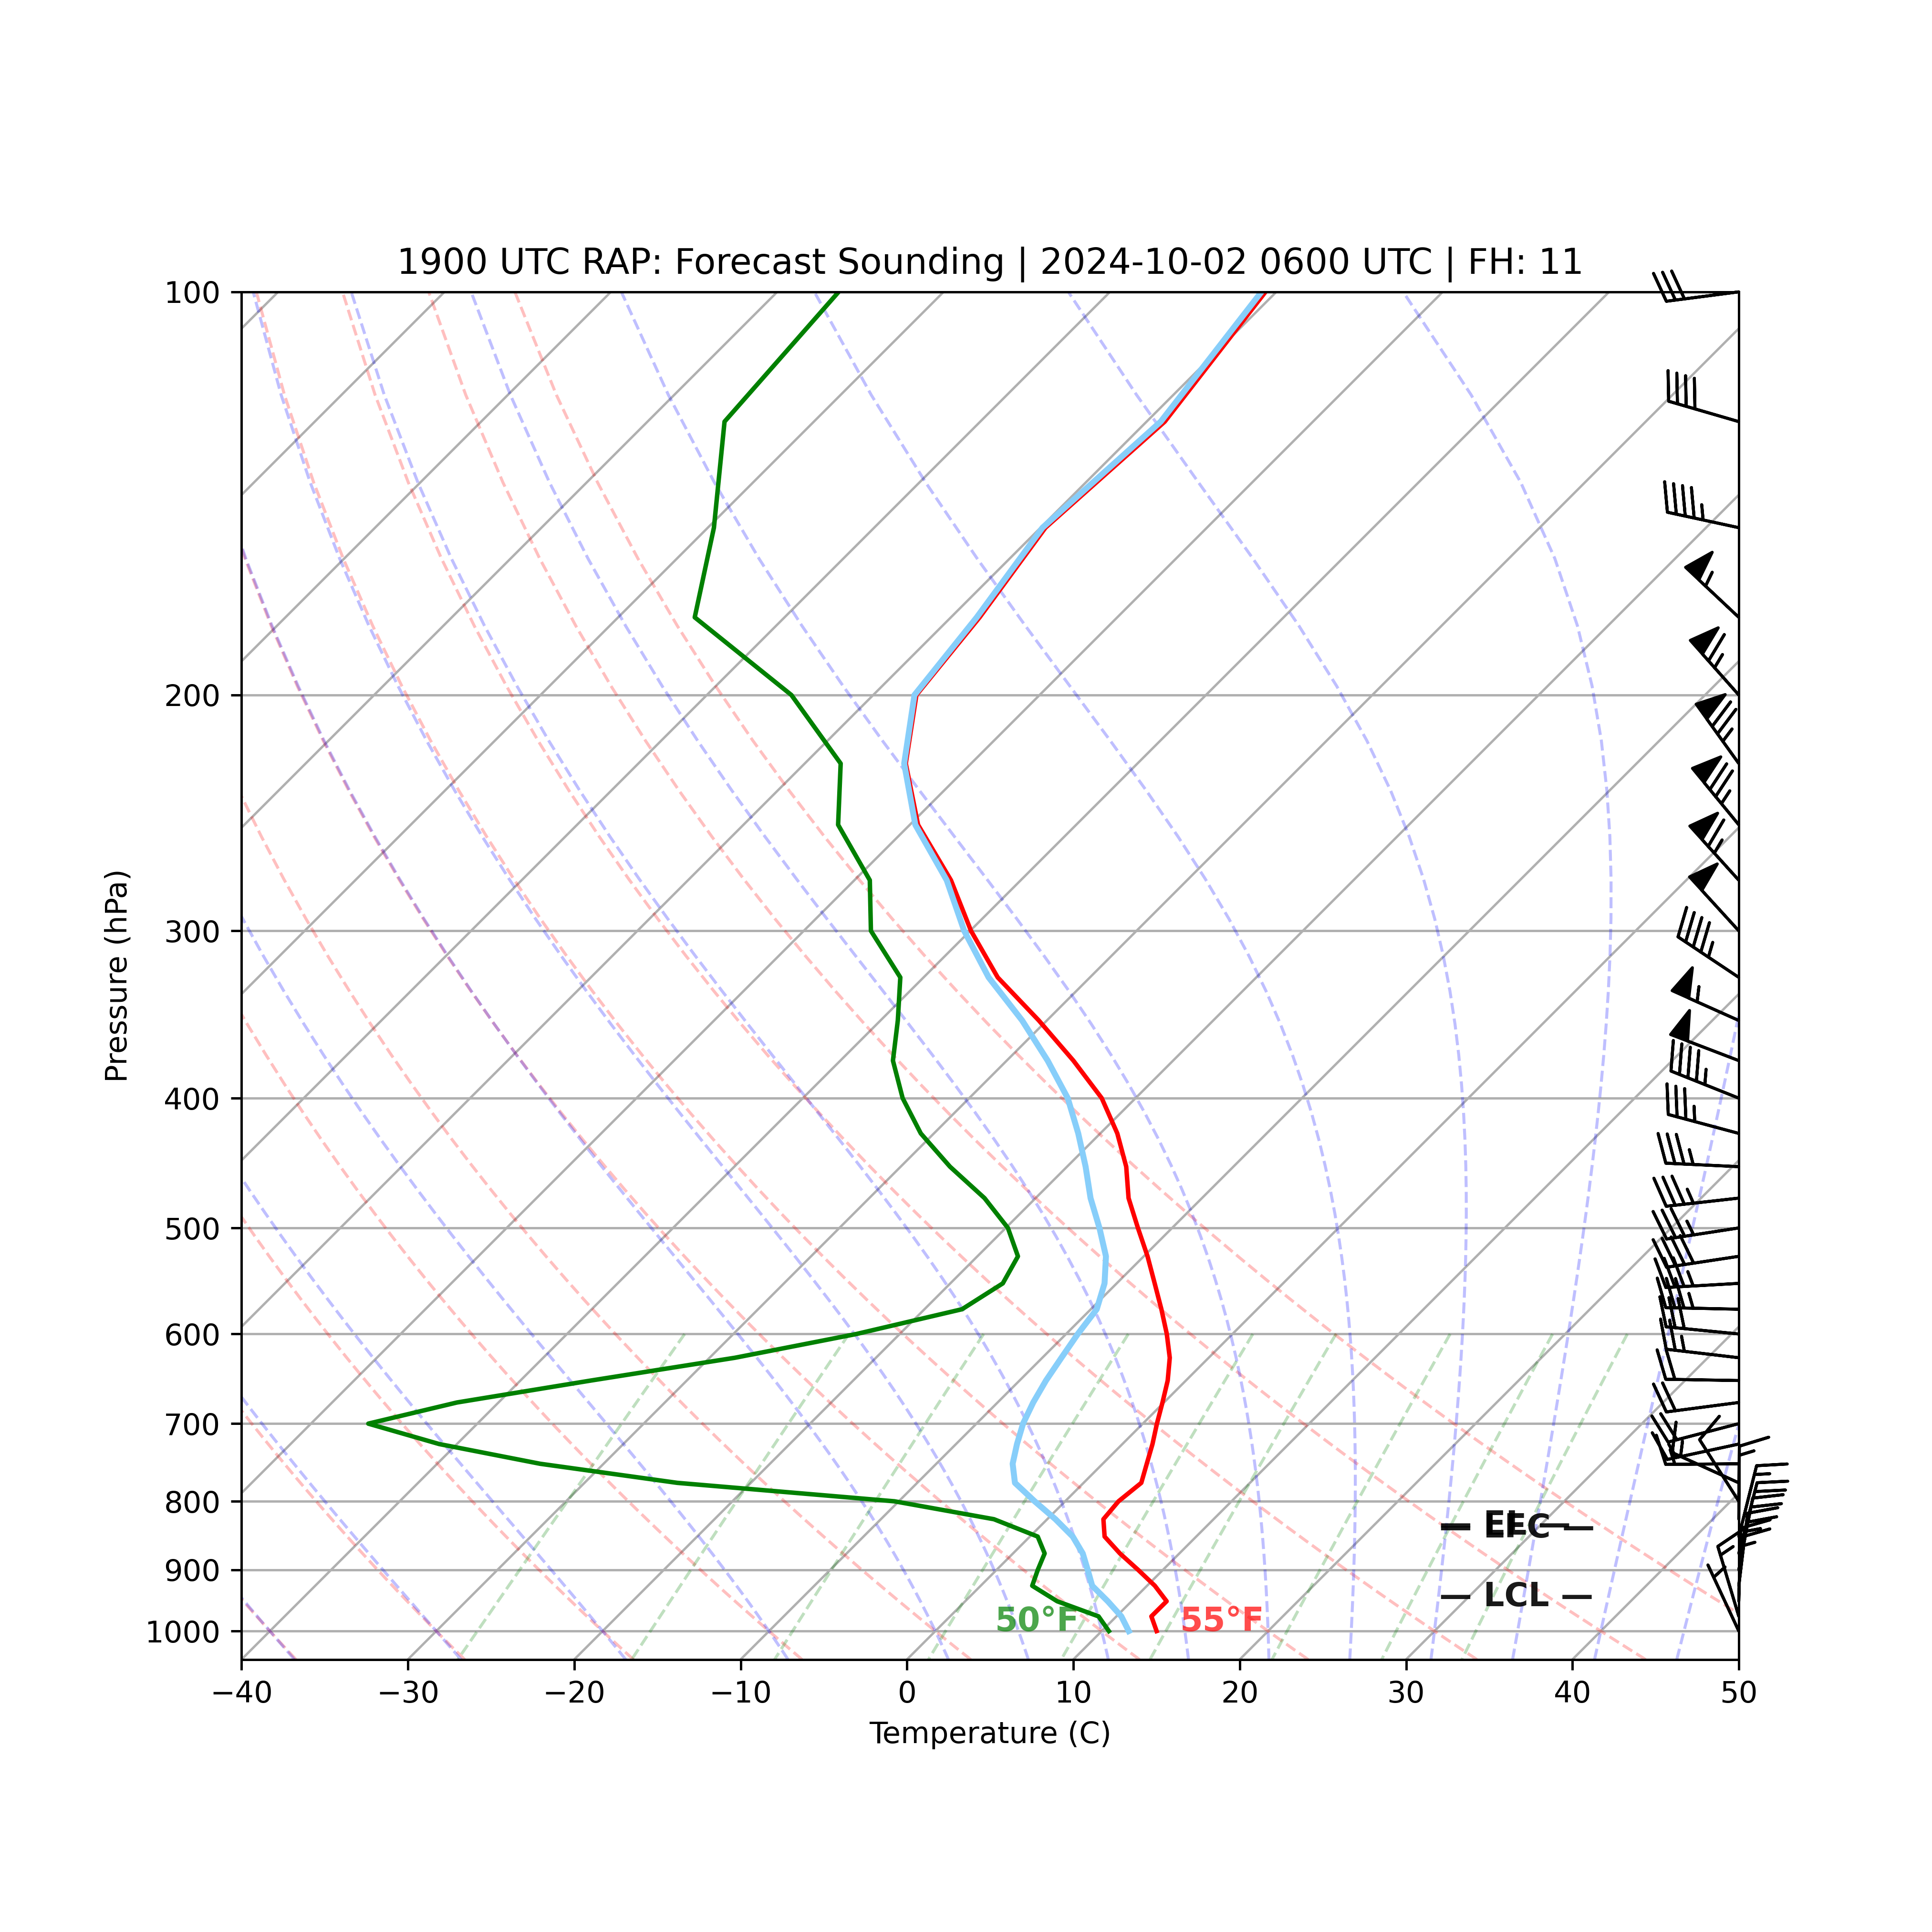 1900 UTC RAP: Forecast Sounding | 2024-10-02 0600 UTC | FH: 11
100
200
300
400
500
600
700
800
900
1000
Pressure (hPa)
— LCL —
50°F 55°F
−40 −30 −20 −10 0 10 20 30 40 50
Temperature (C)